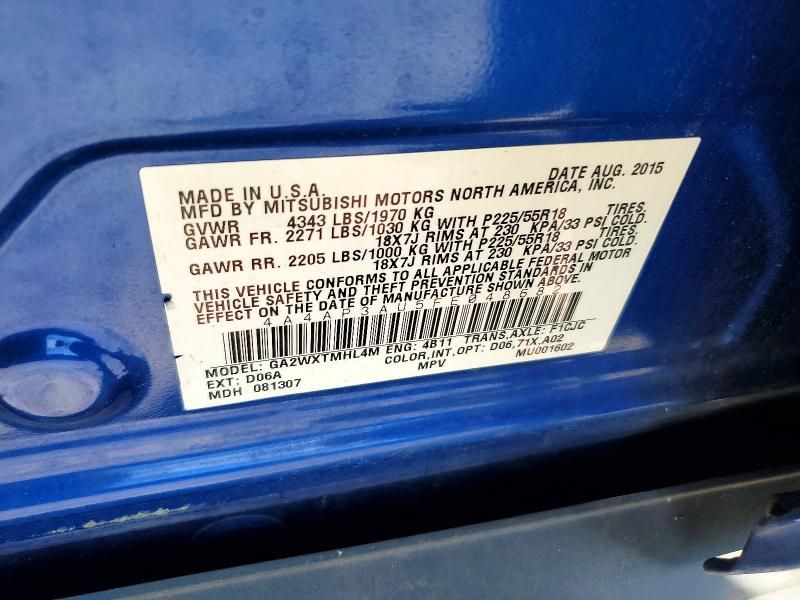 MADE IN U.S.A. DATE AUG. 2015
MFD BY MITSUBISHI MOTORS NORTH AMERICA, INC.
GVWR 4343 LBS/1970 KG
GAWR FR. 2271 LBS/1030 KG WITH P225/55R18 TIRES.
18X7J RIMS AT 230 KPA/33 PSI COLD.
GAWR RR. 2205 LBS/1000 KG WITH P225/55R18 TIRES.
18X7J RIMS AT 230 KPA/33 PSI COLD.
THIS VEHICLE CONFORMS TO ALL APPLICABLE FEDERAL MOTOR
VEHICLE SAFETY AND THEFT PREVENTION STANDARDS IN
EFFECT ON THE DATE OF MANUFACTURE SHOWN ABOVE.
MODEL: GA2WXTMHL4M ENG: 4B11 TRANS,AXLE: F1CJC
EXT: D06A COLOR,INT,OPT: D06,71X,A02
MDH 081307 MPV MU001602